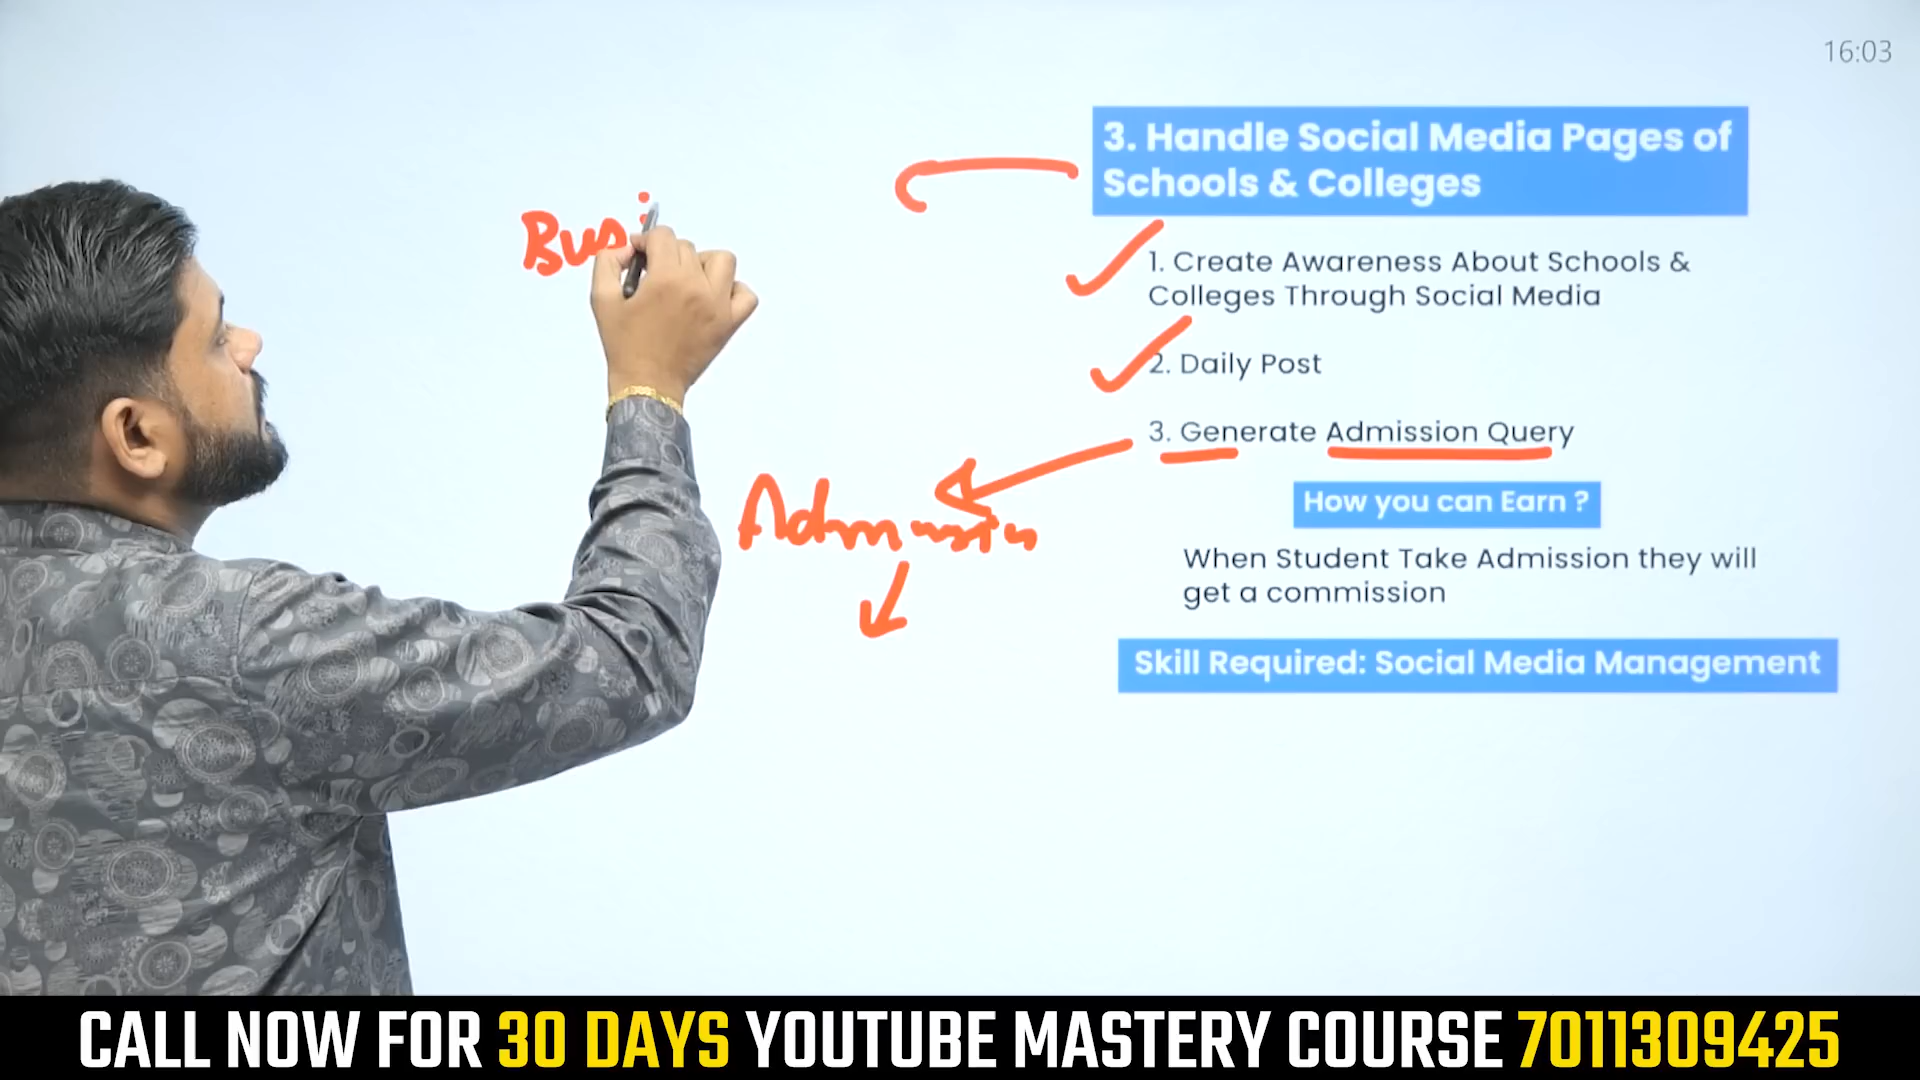 16:03
3. Handle Social Media Pages of
Schools & Colleges
1. Create Awareness About Schools &
Colleges Through Social Media
2. Daily Post
3. Generate Admission Query
How you can Earn ?
When Student Take Admission they will
get a commission
Skill Required: Social Media Management
Busi
Admission
CALL NOW FOR 30 DAYS YOUTUBE MASTERY COURSE 7011309425